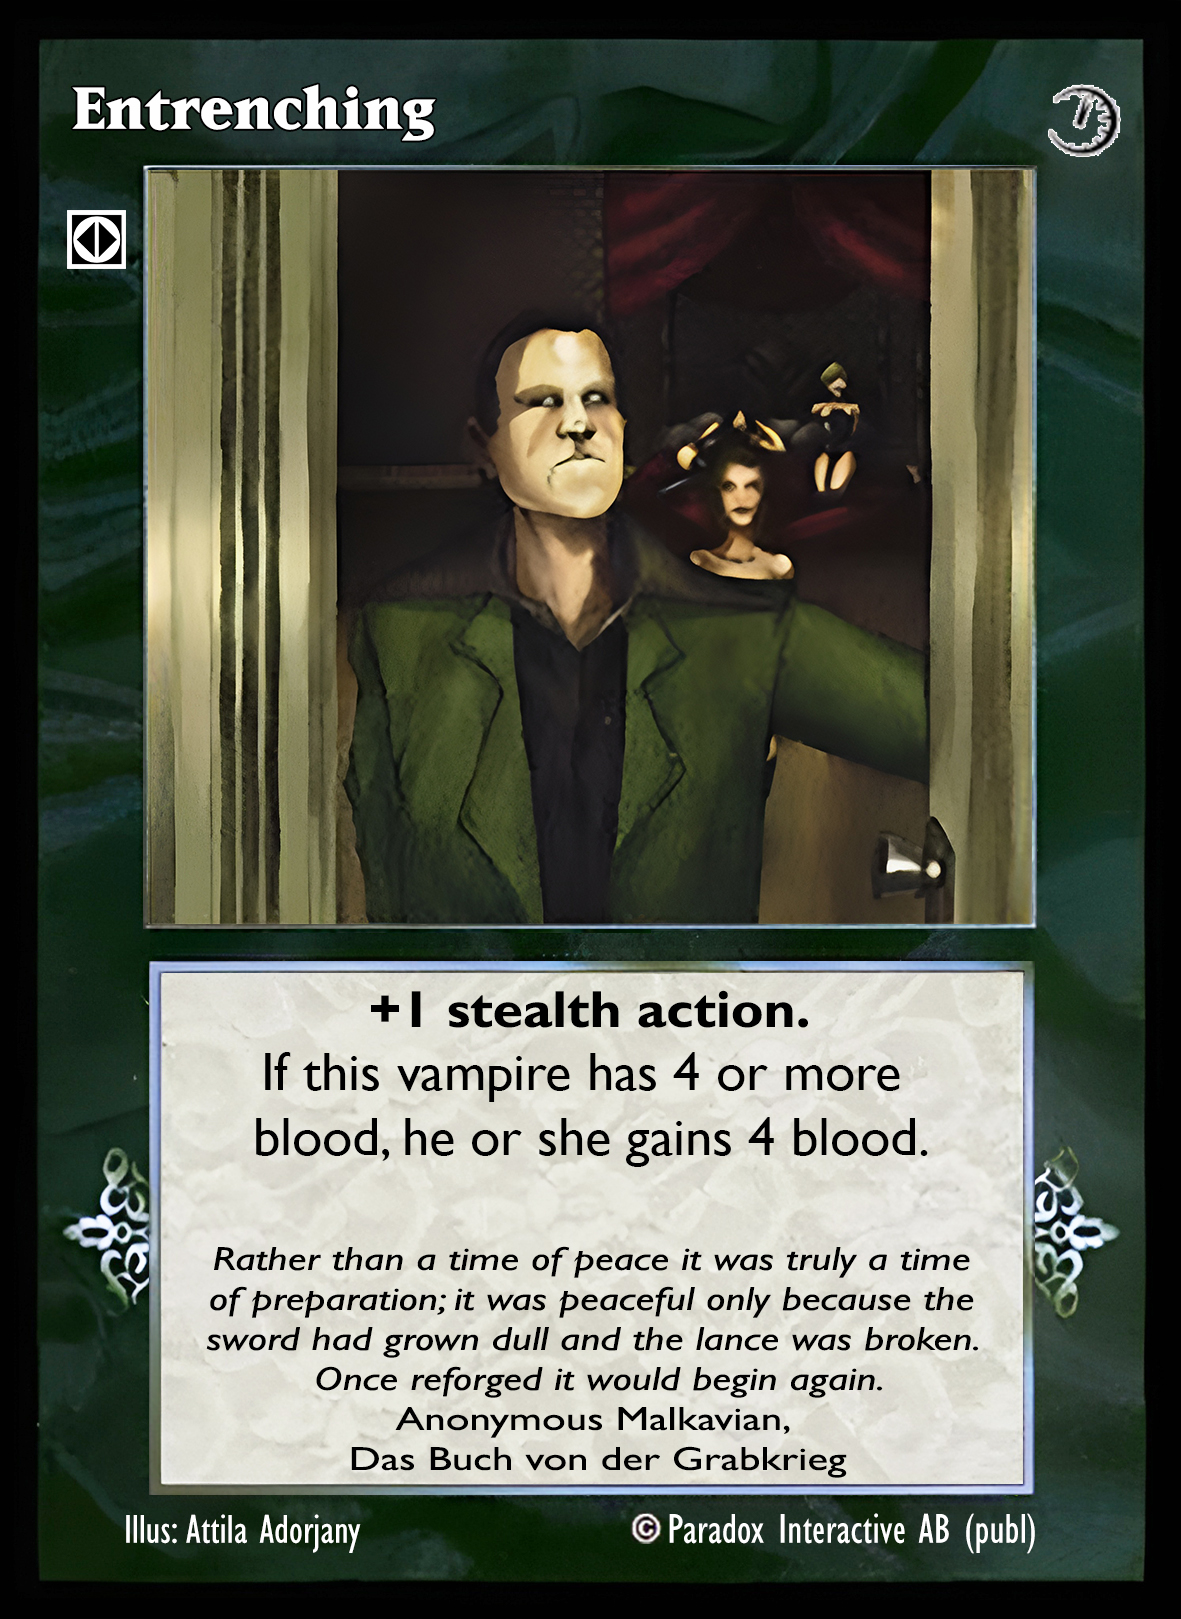 Entrenching
+1 stealth action.
If this vampire has 4 or more
blood, he or she gains 4 blood.
Rather than a time of peace it was truly a time
of preparation; it was peaceful only because the
sword had grown dull and the lance was broken.
Once reforged it would begin again.
Anonymous Malkavian,
Das Buch von der Grabkrieg
Illus: Attila Adorjany
© Paradox Interactive AB (publ)